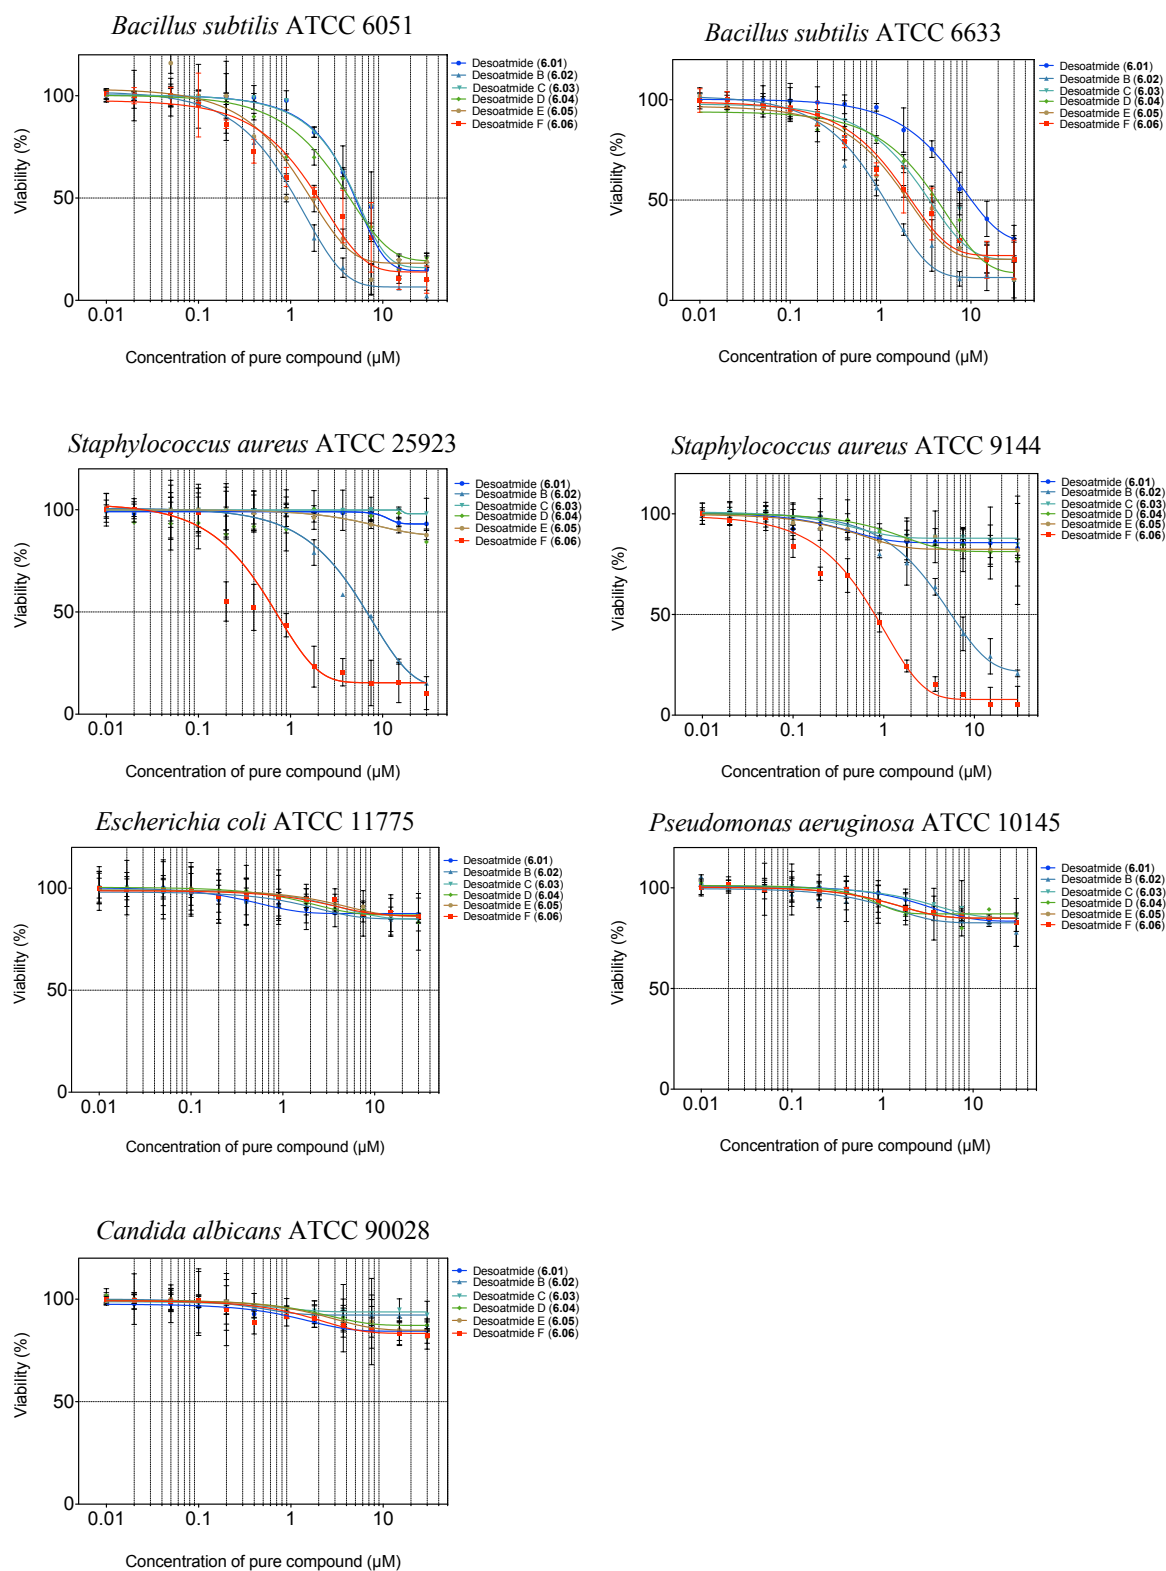 Bacillus subtilis ATCC 6051
Viability (%)
100
50
0
0.01 0.1 1 10
Concentration of pure compound (µM)
Desoatmide (6.01)
Desoatmide B (6.02)
Desoatmide C (6.03)
Desoatmide D (6.04)
Desoatmide E (6.05)
Desoatmide F (6.06)
Bacillus subtilis ATCC 6633
Viability (%)
100
50
0
0.01 0.1 1 10
Concentration of pure compound (µM)
Desoatmide (6.01)
Desoatmide B (6.02)
Desoatmide C (6.03)
Desoatmide D (6.04)
Desoatmide E (6.05)
Desoatmide F (6.06)
Staphylococcus aureus ATCC 25923
Viability (%)
100
50
0
0.01 0.1 1 10
Concentration of pure compound (µM)
Desoatmide (6.01)
Desoatmide B (6.02)
Desoatmide C (6.03)
Desoatmide D (6.04)
Desoatmide E (6.05)
Desoatmide F (6.06)
Staphylococcus aureus ATCC 9144
Viability (%)
100
50
0
0.01 0.1 1 10
Concentration of pure compound (µM)
Desoatmide (6.01)
Desoatmide B (6.02)
Desoatmide C (6.03)
Desoatmide D (6.04)
Desoatmide E (6.05)
Desoatmide F (6.06)
Escherichia coli ATCC 11775
Viability (%)
100
50
0
0.01 0.1 1 10
Concentration of pure compound (µM)
Desoatmide (6.01)
Desoatmide B (6.02)
Desoatmide C (6.03)
Desoatmide D (6.04)
Desoatmide E (6.05)
Desoatmide F (6.06)
Pseudomonas aeruginosa ATCC 10145
Viability (%)
100
50
0
0.01 0.1 1 10
Concentration of pure compound (µM)
Desoatmide (6.01)
Desoatmide B (6.02)
Desoatmide C (6.03)
Desoatmide D (6.04)
Desoatmide E (6.05)
Desoatmide F (6.06)
Candida albicans ATCC 90028
Viability (%)
100
50
0
0.01 0.1 1 10
Concentration of pure compound (µM)
Desoatmide (6.01)
Desoatmide B (6.02)
Desoatmide C (6.03)
Desoatmide D (6.04)
Desoatmide E (6.05)
Desoatmide F (6.06)